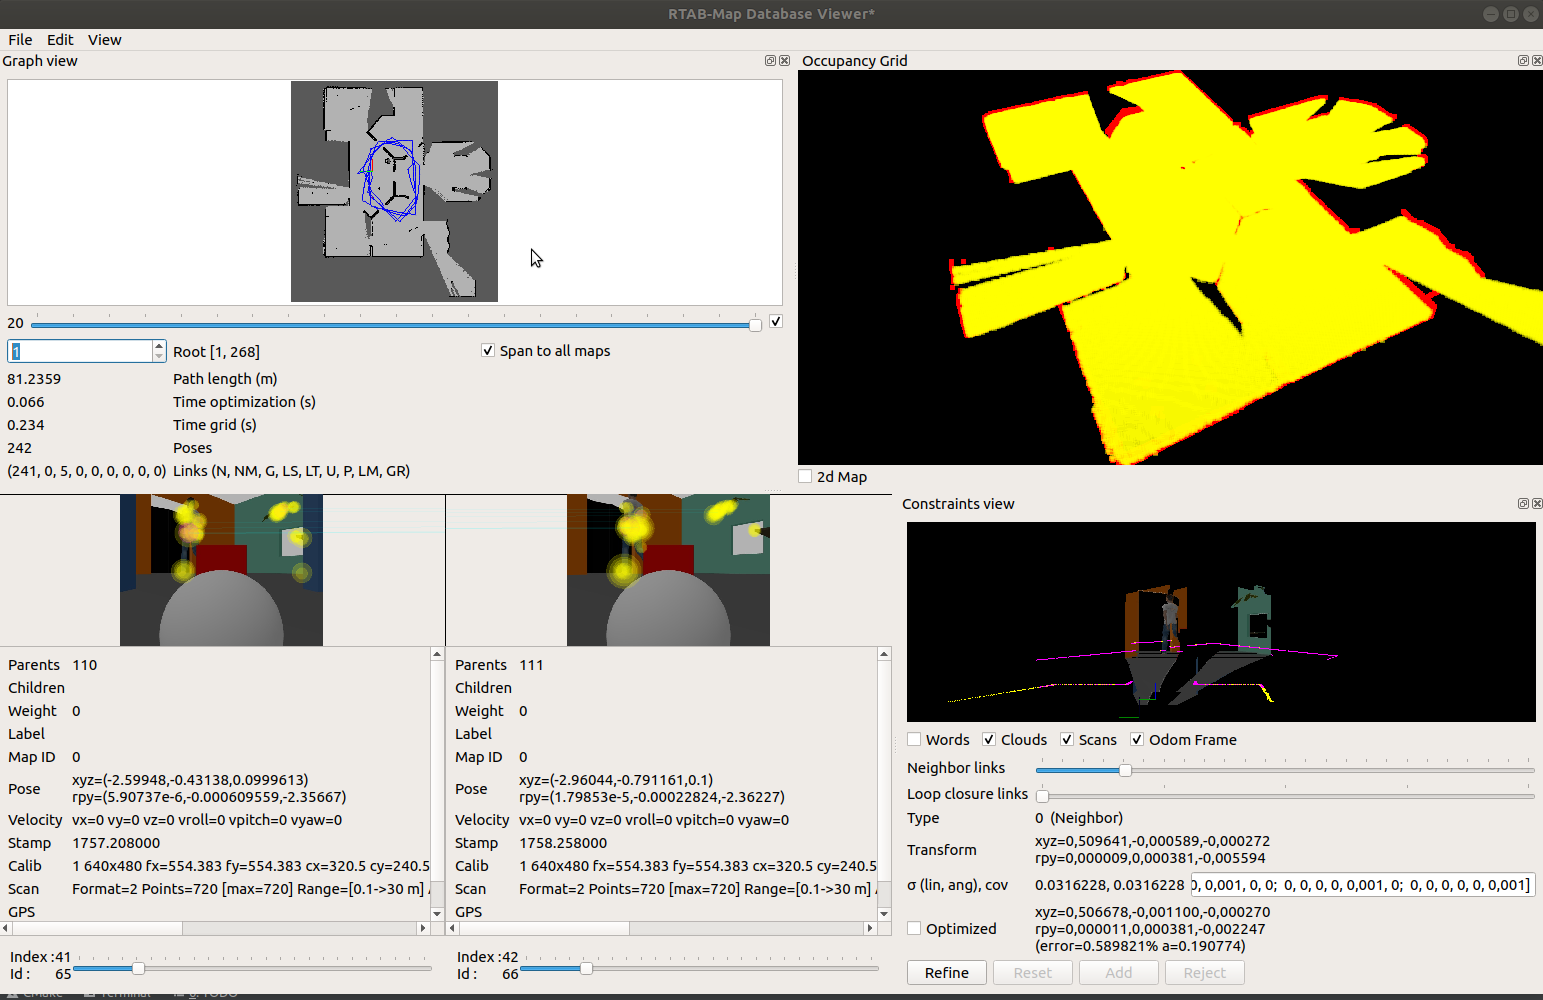 RTAB-Map Database Viewer*
File Edit View
Graph view
Occupancy Grid
20
1 Root [1, 268] Span to all maps
81.2359 Path length (m)
0.066 Time optimization (s)
0.234 Time grid (s)
242 Poses
(241, 0, 5, 0, 0, 0, 0, 0, 0) Links (N, NM, G, LS, LT, U, P, LM, GR)
2d Map
Parents 110
Children
Weight 0
Label
Map ID 0
Pose xyz=(-2.59948,-0.43138,0.0999613)
rpy=(5.90737e-6,-0.000609559,-2.35667)
Velocity vx=0 vy=0 vz=0 vroll=0 vpitch=0 vyaw=0
Stamp 1757.208000
Calib 1 640x480 fx=554.383 fy=554.383 cx=320.5 cy=240.5
Scan Format=2 Points=720 [max=720] Range=[0.1->30 m]
GPS
Index :41
Id : 65
Parents 111
Children
Weight 0
Label
Map ID 0
Pose xyz=(-2.96044,-0.791161,0.1)
rpy=(1.79853e-5,-0.00022824,-2.36227)
Velocity vx=0 vy=0 vz=0 vroll=0 vpitch=0 vyaw=0
Stamp 1758.258000
Calib 1 640x480 fx=554.383 fy=554.383 cx=320.5 cy=240.5
Scan Format=2 Points=720 [max=720] Range=[0.1->30 m]
GPS
Index :42
Id : 66
Constraints view
Words Clouds Scans Odom Frame
Neighbor links
Loop closure links
Type 0 (Neighbor)
Transform xyz=0,509641,-0,000589,-0,000272
rpy=0,000009,0,000381,-0,005594
σ (lin, ang), cov 0.0316228, 0.0316228 0, 0,001, 0, 0; 0, 0, 0, 0, 0,001, 0; 0, 0, 0, 0, 0, 0,001]
Optimized xyz=0,506678,-0,001100,-0,000270
rpy=0,000011,0,000381,-0,002247
(error=0.589821% a=0.190774)
Refine Reset Add Reject